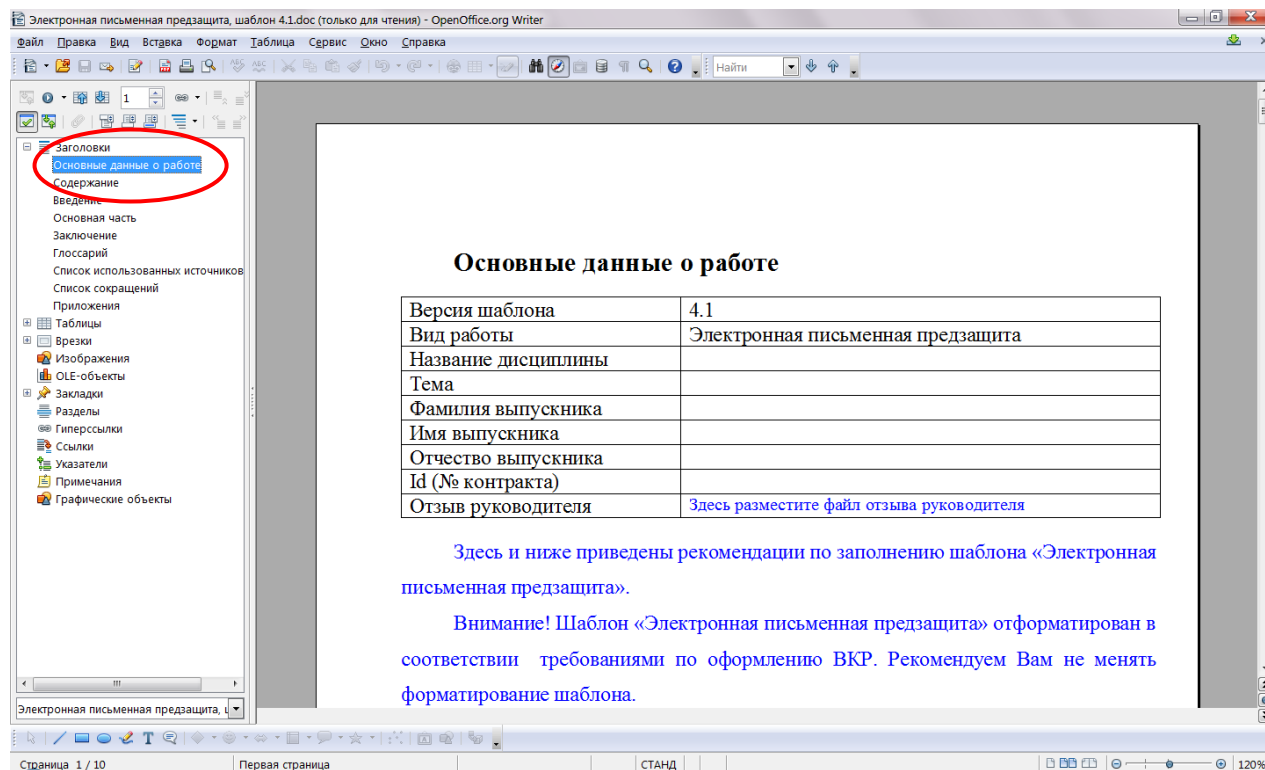 Электронная письменная предзащита, шаблон 4.1.doc (только для чтения) - OpenOffice.org Writer
Файл Правка Вид Вставка Формат Таблица Сервис Окно Справка
Найти
1
Заголовки
Основные данные о работе
Содержание
Введение
Основная часть
Заключение
Глоссарий
Список использованных источников
Список сокращений
Приложения
Таблицы
Врезки
Изображения
OLE-объекты
Закладки
Разделы
Гиперссылки
Ссылки
Указатели
Примечания
Графические объекты
Электронная письменная предзащита, ш
Основные данные о работе
Версия шаблона 4.1
Вид работы Электронная письменная предзащита
Название дисциплины
Тема
Фамилия выпускника
Имя выпускника
Отчество выпускника
Id (№ контракта)
Отзыв руководителя Здесь разместите файл отзыва руководителя
Здесь и ниже приведены рекомендации по заполнению шаблона «Электронная
письменная предзащита».
Внимание! Шаблон «Электронная письменная предзащита» отформатирован в
соответствии требованиями по оформлению ВКР. Рекомендуем Вам не менять
форматирование шаблона.
Страница 1 / 10 Первая страница СТАНД 120%